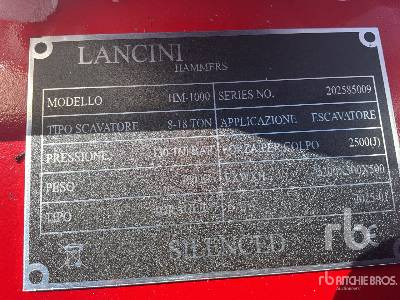 LANCINI
HAMMERS
MODELLO HM-1000 SERIES NO. 202585009
TIPO SCAVATORE 8-18 TON APPLICAZIONE ESCAVATORE
PRESSIONE FORZA PER COLPO 2500(J)
PESO
TIPO
SILENCED
rb
RITCHIE BROS.
Auctioneers